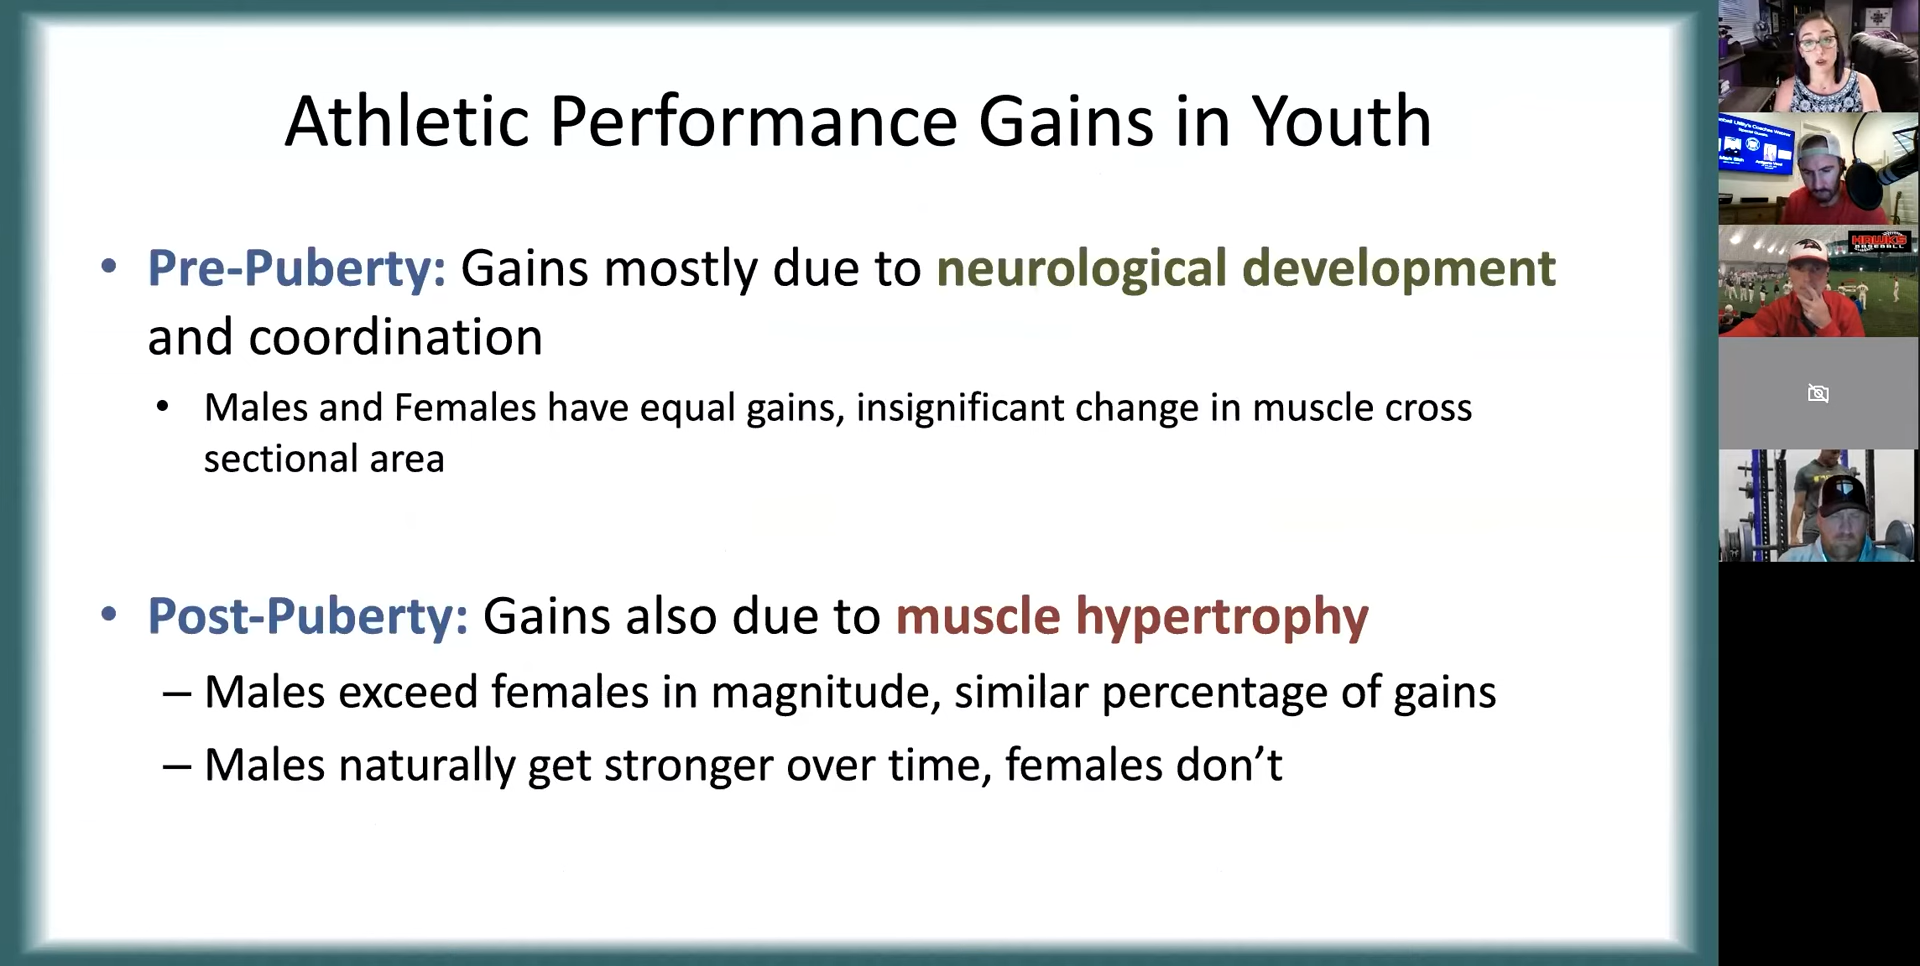 Athletic Performance Gains in Youth
• Pre-Puberty: Gains mostly due to neurological development
and coordination
• Males and Females have equal gains, insignificant change in muscle cross
sectional area
• Post-Puberty: Gains also due to muscle hypertrophy
– Males exceed females in magnitude, similar percentage of gains
– Males naturally get stronger over time, females don’t
HAWKS
BASEBALL